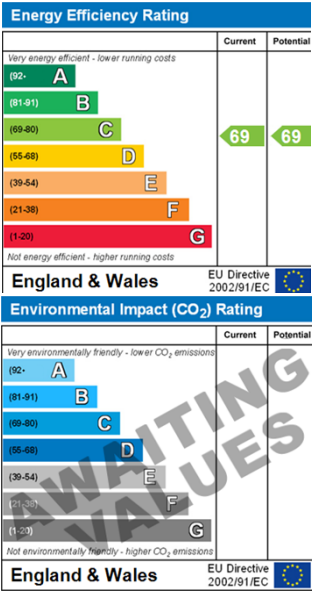 Energy Efficiency Rating
Current Potential
Very energy efficient - lower running costs
(92- A
(81-91) B
(69-80) C 69 69
(55-68) D
(39-54) E
(21-38) F
(1-20) G
Not energy efficient - higher running costs
England & Wales
EU Directive
2002/91/EC
Environmental Impact (CO2) Rating
Current Potential
Very environmentally friendly - lower CO2 emissions
(92- A
(81-91) B
(69-80) C
(55-68) D
(39-54) E
(21-38) F
(1-20) G
AWAITING
VALUES
Not environmentally friendly - higher CO2 emissions
England & Wales
EU Directive
2002/91/EC